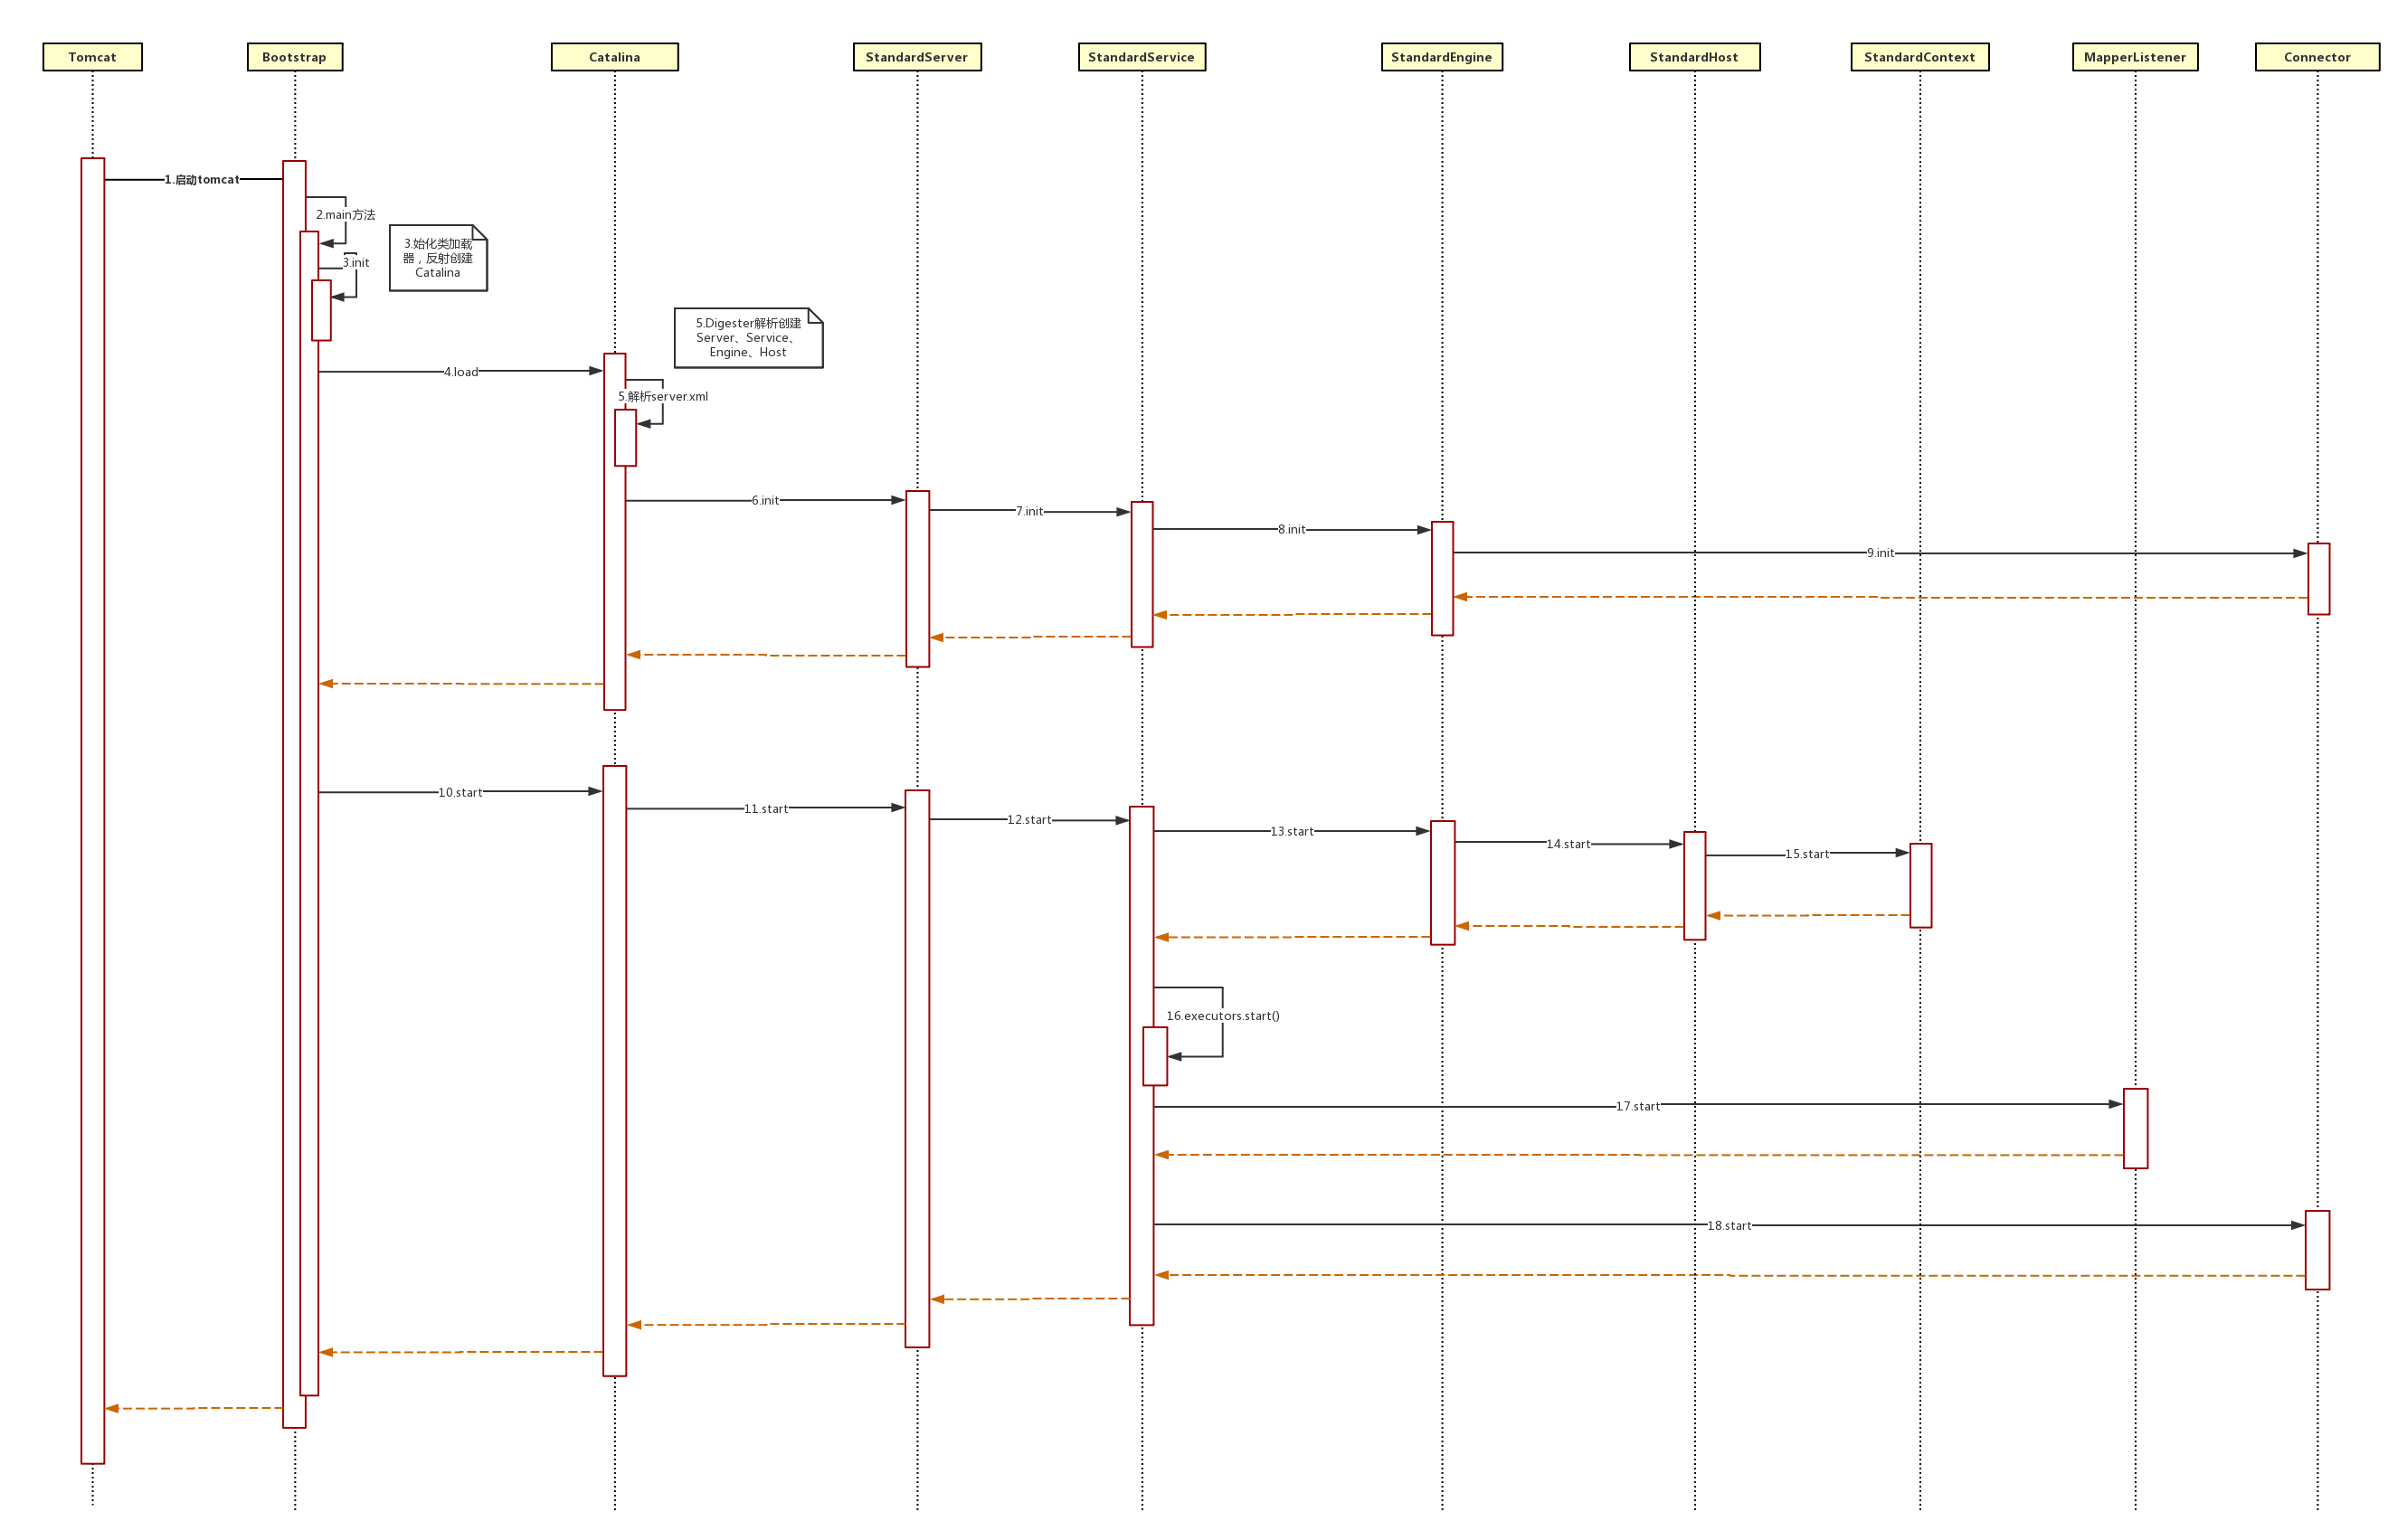 Tomcat
Bootstrap
Catalina
StandardServer
StandardService
StandardEngine
StandardHost
StandardContext
MapperListener
Connector
1.启动tomcat
2.main方法
3.始化类加载
器，反射创建
Catalina
3.init
5.Digester解析创建
Server、Service、
Engine、Host
4.load
5.解析server.xml
6.init
7.init
8.init
9.init
10.start
11.start
12.start
13.start
14.start
15.start
16.executors.start()
17.start
18.start